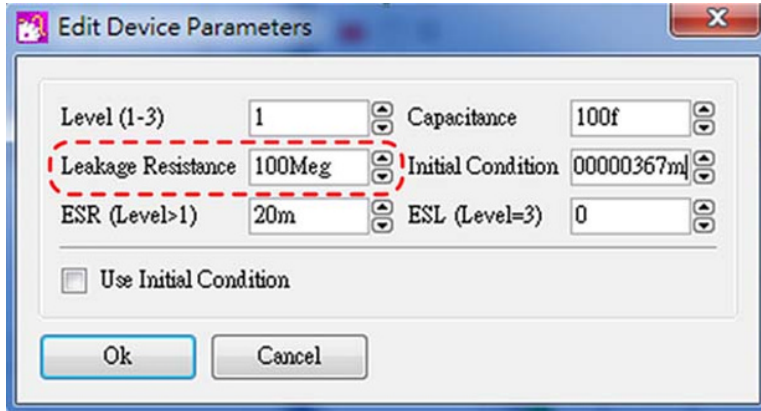 Edit Device Parameters
Level (1-3) 1 Capacitance 100f
Leakage Resistance 100Meg Initial Condition 00000367m
ESR (Level>1) 20m ESL (Level=3) 0
Use Initial Condition
Ok Cancel